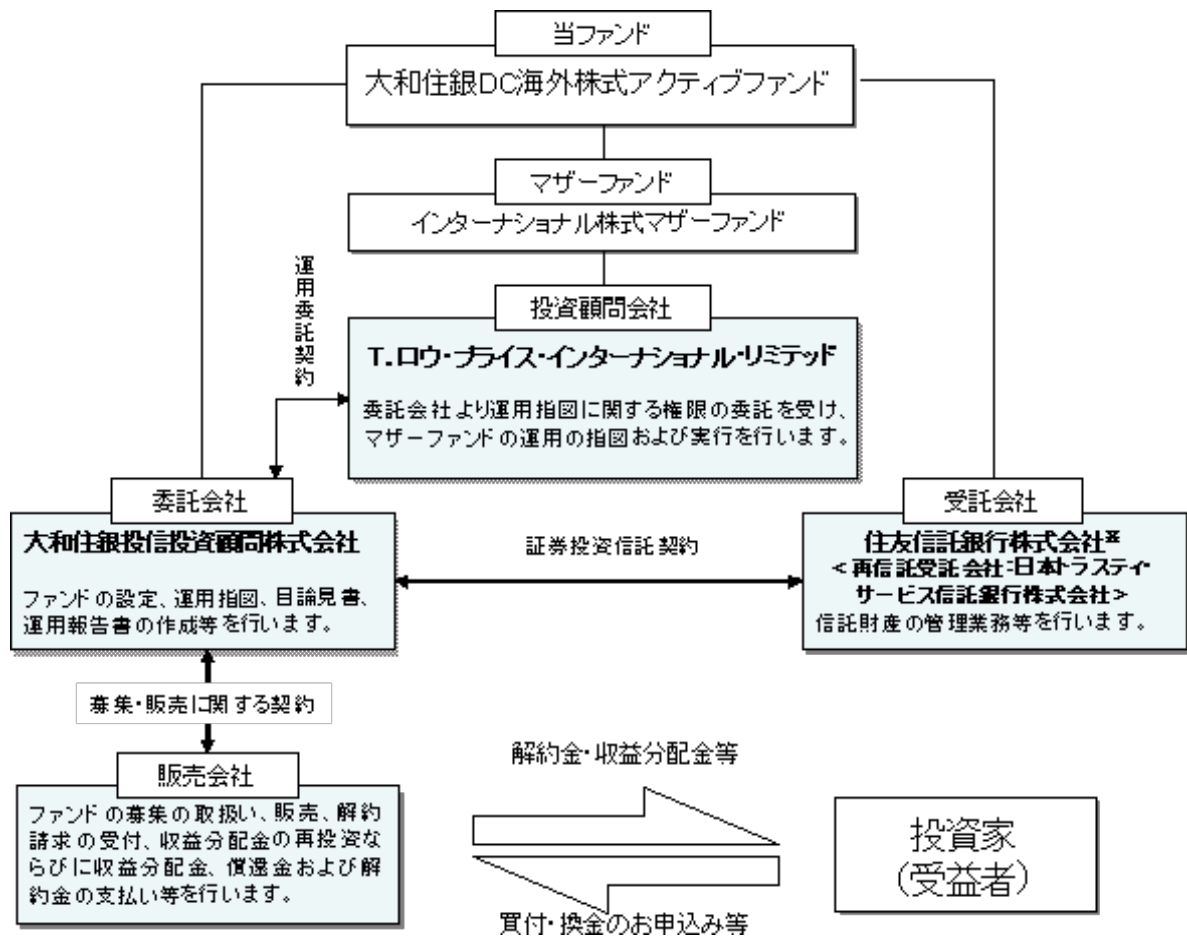 当ファンド
大和住銀DC海外株式アクティブファンド
マザーファンド
インターナショナル株式マザーファンド
運用委託契約
投資顧問会社
T.ロウ・プライス・インターナショナル・リミテッド
委託会社より運用指図に関する権限の委託を受け、
マザーファンドの運用の指図および実行を行います。
委託会社
大和住銀投信投資顧問株式会社
ファンドの設定、運用指図、目論見書、
運用報告書の作成等を行います。
証券投資信託契約
受託会社
住友信託銀行株式会社※
<再信託受託会社:日本トラスティ・
サービス信託銀行株式会社>
信託財産の管理業務等を行います。
募集・販売に関する契約
販売会社
ファンドの募集の取扱い、販売、解約
請求の受付、収益分配金の再投資な
らびに収益分配金、償還金および解
約金の支払い等を行います。
解約金・収益分配金等
買付・換金のお申込み等
投資家
(受益者)